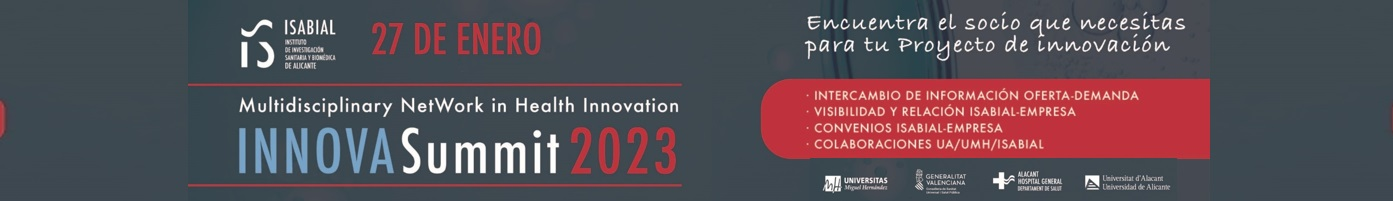 ISABIAL
INSTITUTO
DE INVESTIGACIÓN
SANITARIA Y BIOMÉDICA
DE ALICANTE
27 DE ENERO
Multidisciplinary NetWork in Health Innovation
INNOVASummit 2023
Encuentra el socio que necesitas
para tu Proyecto de innovación
· INTERCAMBIO DE INFORMACIÓN OFERTA-DEMANDA
· VISIBILIDAD Y RELACIÓN ISABIAL-EMPRESA
· CONVENIOS ISABIAL-EMPRESA
· COLABORACIONES UA/UMH/ISABIAL
UNIVERSITAS
Miguel Hernández
GENERALITAT
VALENCIANA
ALACANT
HOSPITAL GENERAL
DEPARTAMENT DE SALUT
Universitat d'Alacant
Universidad de Alicante